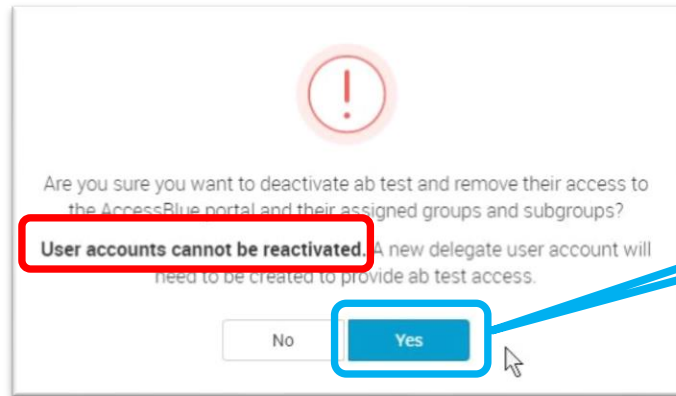 Are you sure you want to deactivate ab test and remove their access to
the AccessBlue portal and their assigned groups and subgroups?
User accounts cannot be reactivated. A new delegate user account will
need to be created to provide ab test access.
No
Yes